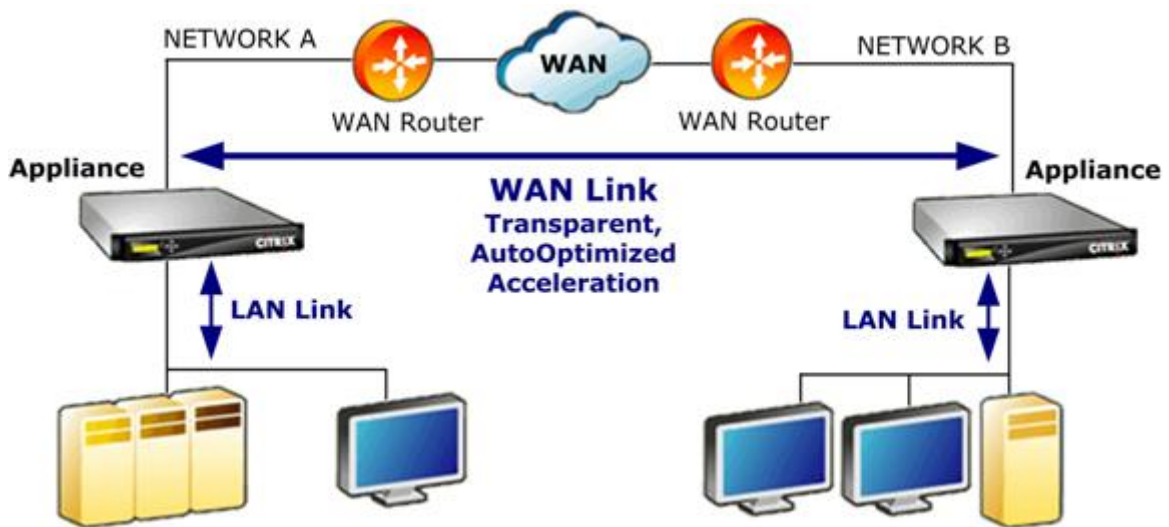 NETWORK A
WAN
NETWORK B
WAN Router
WAN Router
Appliance
Appliance
WAN Link
Transparent,
AutoOptimized
Acceleration
CITRIX
CITRIX
LAN Link
LAN Link